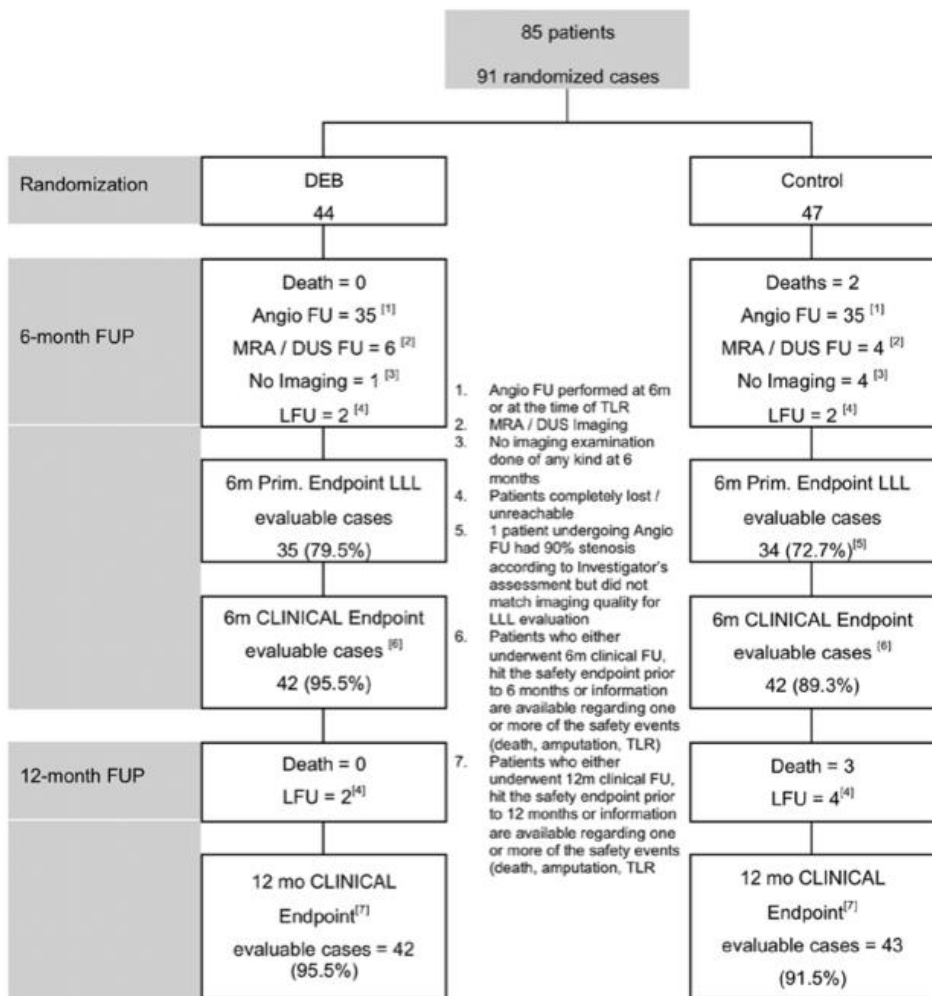 85 patients
91 randomized cases
Randomization
DEB
44
Control
47
6-month FUP
Death = 0
Angio FU = 35 [1]
MRA / DUS FU = 6 [2]
No Imaging = 1 [3]
LFU = 2 [4]
Deaths = 2
Angio FU = 35 [1]
MRA / DUS FU = 4 [2]
No Imaging = 4 [3]
LFU = 2 [4]
6m Prim. Endpoint LLL
evaluable cases
35 (79.5%)
6m Prim. Endpoint LLL
evaluable cases
34 (72.7%)[5]
6m CLINICAL Endpoint
evaluable cases [6]
42 (95.5%)
6m CLINICAL Endpoint
evaluable cases [6]
42 (89.3%)
1. Angio FU performed at 6m
or at the time of TLR
2. MRA / DUS Imaging
3. No imaging examination
done of any kind at 6
months
4. Patients completely lost /
unreachable
5. 1 patient undergoing Angio
FU had 90% stenosis
according to Investigator's
assessment but did not
match imaging quality for
LLL evaluation
6. Patients who either
underwent 6m clinical FU,
hit the safety endpoint prior
to 6 months or information
are available regarding one
or more of the safety events
(death, amputation, TLR)
7. Patients who either
underwent 12m clinical FU,
hit the safety endpoint prior
to 12 months or information
are available regarding one
or more of the safety events
(death, amputation, TLR
12-month FUP
Death = 0
LFU = 2[4]
Death = 3
LFU = 4[4]
12 mo CLINICAL
Endpoint[7]
evaluable cases = 42
(95.5%)
12 mo CLINICAL
Endpoint[7]
evaluable cases = 43
(91.5%)